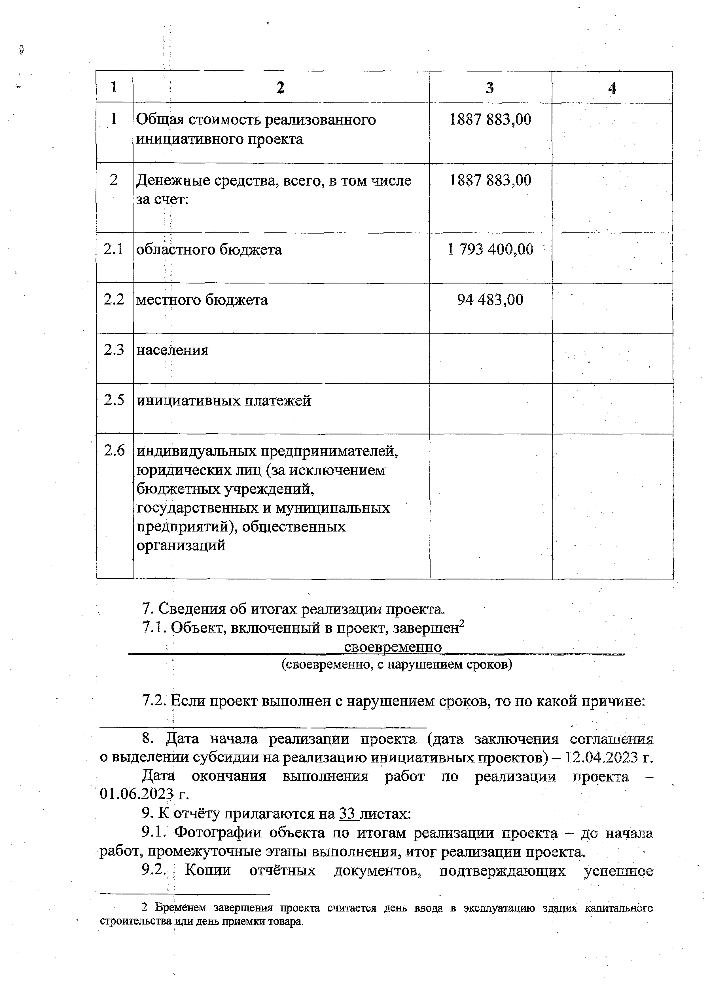 1 2 3 4
1 Общая стоимость реализованного 1887 883,00
инициативного проекта
2 Денежные средства, всего, в том числе 1887 883,00
за счет:
2.1 областного бюджета 1 793 400,00
2.2 местного бюджета 94 483,00
2.3 населения
2.5 инициативных платежей
2.6 индивидуальных предпринимателей,
юридических лиц (за исключением
бюджетных учреждений,
государственных и муниципальных
предприятий), общественных
организаций
7. Сведения об итогах реализации проекта.
7.1. Объект, включенный в проект, завершен2
своевременно
(своевременно, с нарушением сроков)
7.2. Если проект выполнен с нарушением сроков, то по какой причине:
8. Дата начала реализации проекта (дата заключения соглашения
о выделении субсидии на реализацию инициативных проектов) – 12.04.2023 г.
Дата окончания выполнения работ по реализации проекта –
01.06.2023 г.
9. К отчёту прилагаются на 33 листах:
9.1. Фотографии объекта по итогам реализации проекта – до начала
работ, промежуточные этапы выполнения, итог реализации проекта.
9.2. Копии отчётных документов, подтверждающих успешное
2 Временем завершения проекта считается день ввода в эксплуатацию здания капитального
строительства или день приемки товара.